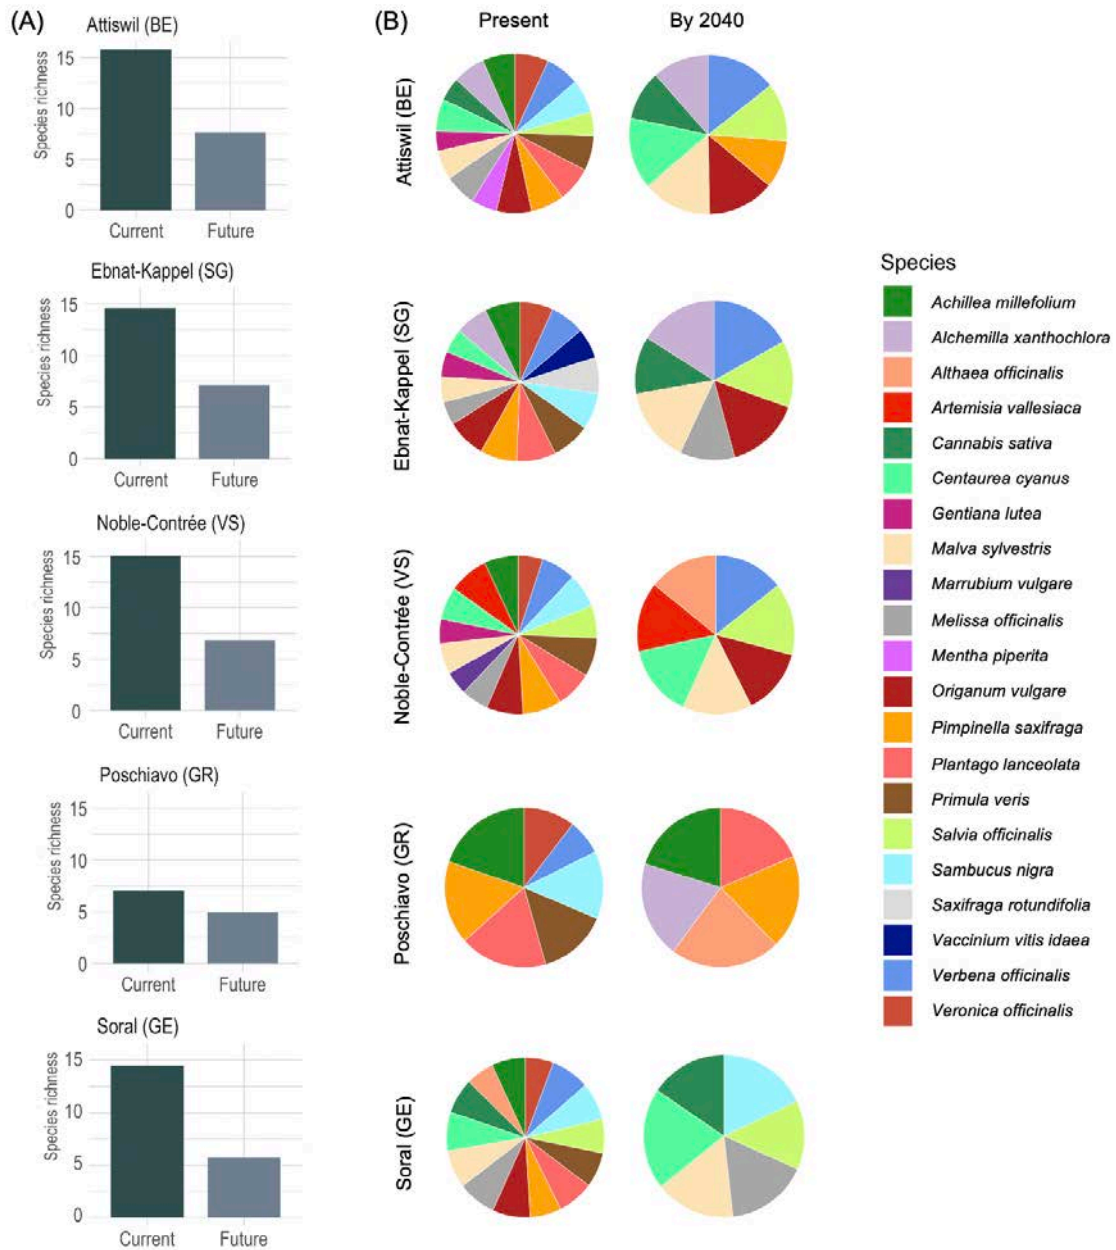 (A)
Attiswil (BE)
Species richness
15
10
5
0
Current Future
Ebnat-Kappel (SG)
Species richness
15
10
5
0
Current Future
Noble-Contrée (VS)
Species richness
15
10
5
0
Current Future
Poschiavo (GR)
Species richness
15
10
5
0
Current Future
Soral (GE)
Species richness
15
10
5
0
Current Future
(B)
Present By 2040
Attiswil (BE)
Ebnat-Kappel (SG)
Noble-Contrée (VS)
Poschiavo (GR)
Soral (GE)
Species
Achillea millefolium
Alchemilla xanthochlora
Althaea officinalis
Artemisia vallesiaca
Cannabis sativa
Centaurea cyanus
Gentiana lutea
Malva sylvestris
Marrubium vulgare
Melissa officinalis
Mentha piperita
Origanum vulgare
Pimpinella saxifraga
Plantago lanceolata
Primula veris
Salvia officinalis
Sambucus nigra
Saxifraga rotundifolia
Vaccinium vitis idaea
Verbena officinalis
Veronica officinalis